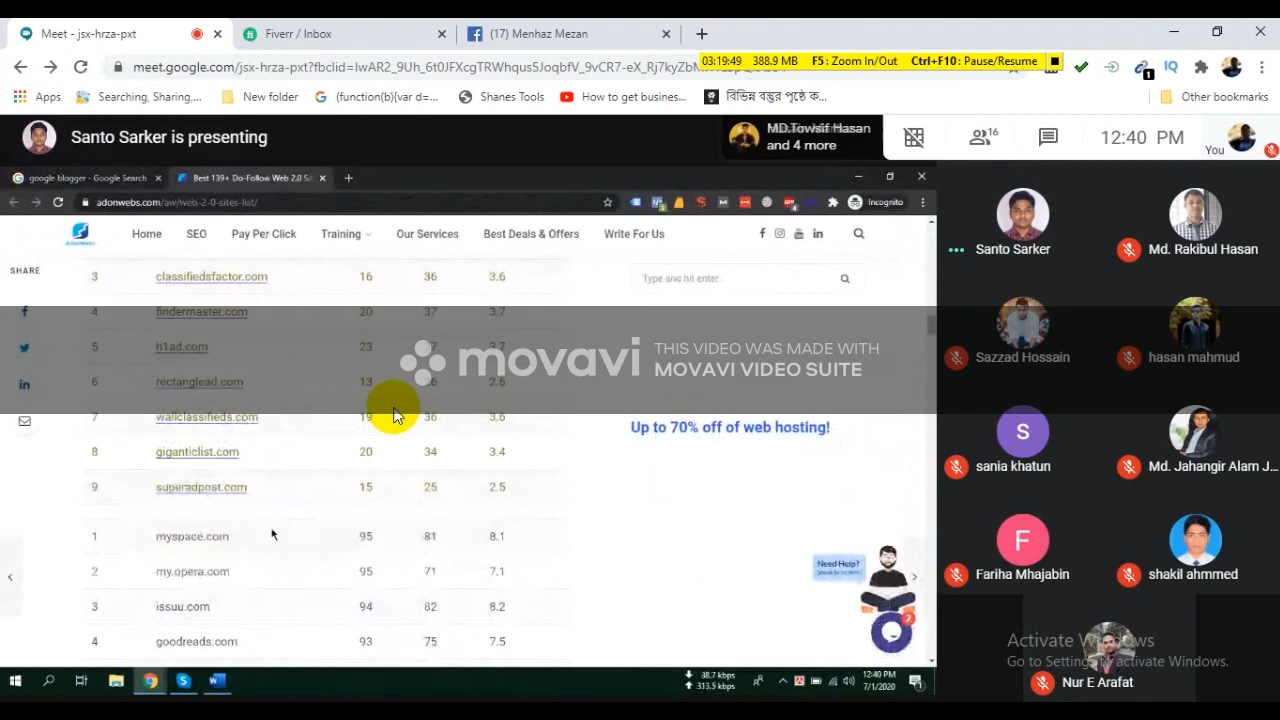 Meet - jsx-hrza-pxt
Fiverr / Inbox
(17) Menhaz Mezan
03:19:49 388.9 MB F5: Zoom In/Out Ctrl+F10: Pause/Resume
Apps
Searching, Sharing,...
New folder
(function(b){var d=...
Shanes Tools
How to get busines...
বিভিন্ন বস্তুর পৃষ্ঠে ক...
Other bookmarks
Santo Sarker is presenting
MD.Towsif Hasan
and 4 more
16
12:40 PM
You
google blogger - Google Search
Best 139+ Do-Follow Web 2.0 Si
adonwebs.com/aw/web-2-0-sites-list/
Incognito
Home
SEO
Pay Per Click
Training
Our Services
Best Deals & Offers
Write For Us
SHARE
Type and hit enter..
3 classifiedsfactor.com 16 36 3.6
4 findermaster.com 20 37 3.7
5 h1ad.com 23 3.7
6 rectanglead.com 13 2.6
7 wallclassifieds.com 19 36 3.6
8 giganticlist.com 20 34 3.4
9 superadpost.com 15 25 2.5
1 myspace.com 95 81 8.1
2 my.opera.com 95 71 7.1
3 issuu.com 94 82 8.2
4 goodreads.com 93 75 7.5
movavi
THIS VIDEO WAS MADE WITH
MOVAVI VIDEO SUITE
Up to 70% off of web hosting!
Need Help?
2
Santo Sarker
Md. Rakibul Hasan
Sazzad Hossain
hasan mahmud
S
sania khatun
Md. Jahangir Alam J...
F
Fariha Mhajabin
shakil ahmmed
Nur E Arafat
Activate Windows
Go to Settings to activate Windows.
38.7 kbps
313.5 kbps
12:40 PM
7/1/2020